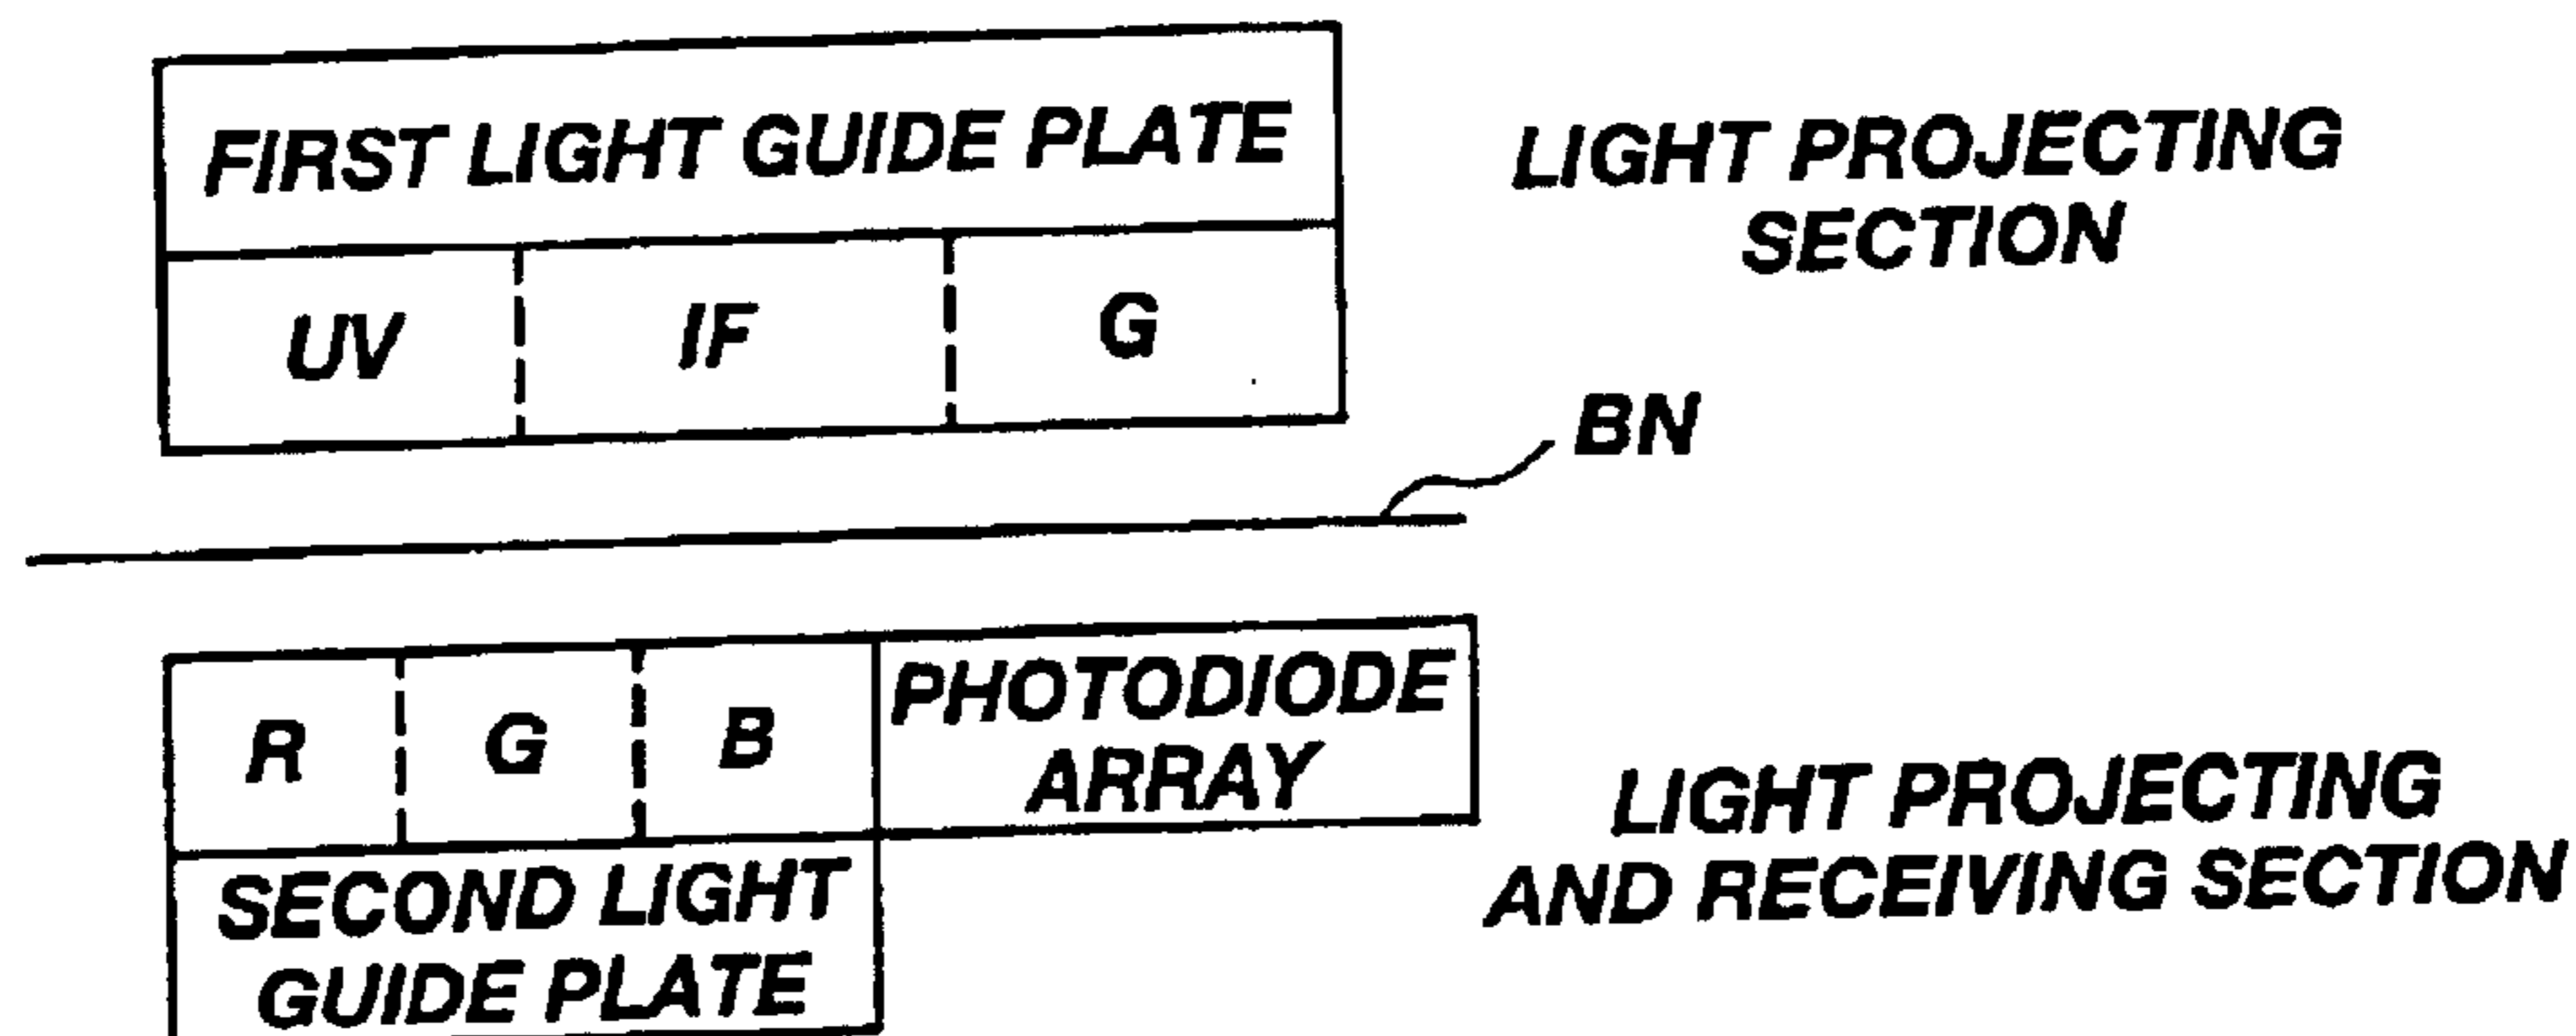 FIRST LIGHT GUIDE PLATE
LIGHT PROJECTING
SECTION
UV IF G
BN
R G B PHOTODIODE
ARRAY
LIGHT PROJECTING
AND RECEIVING SECTION
SECOND LIGHT
GUIDE PLATE